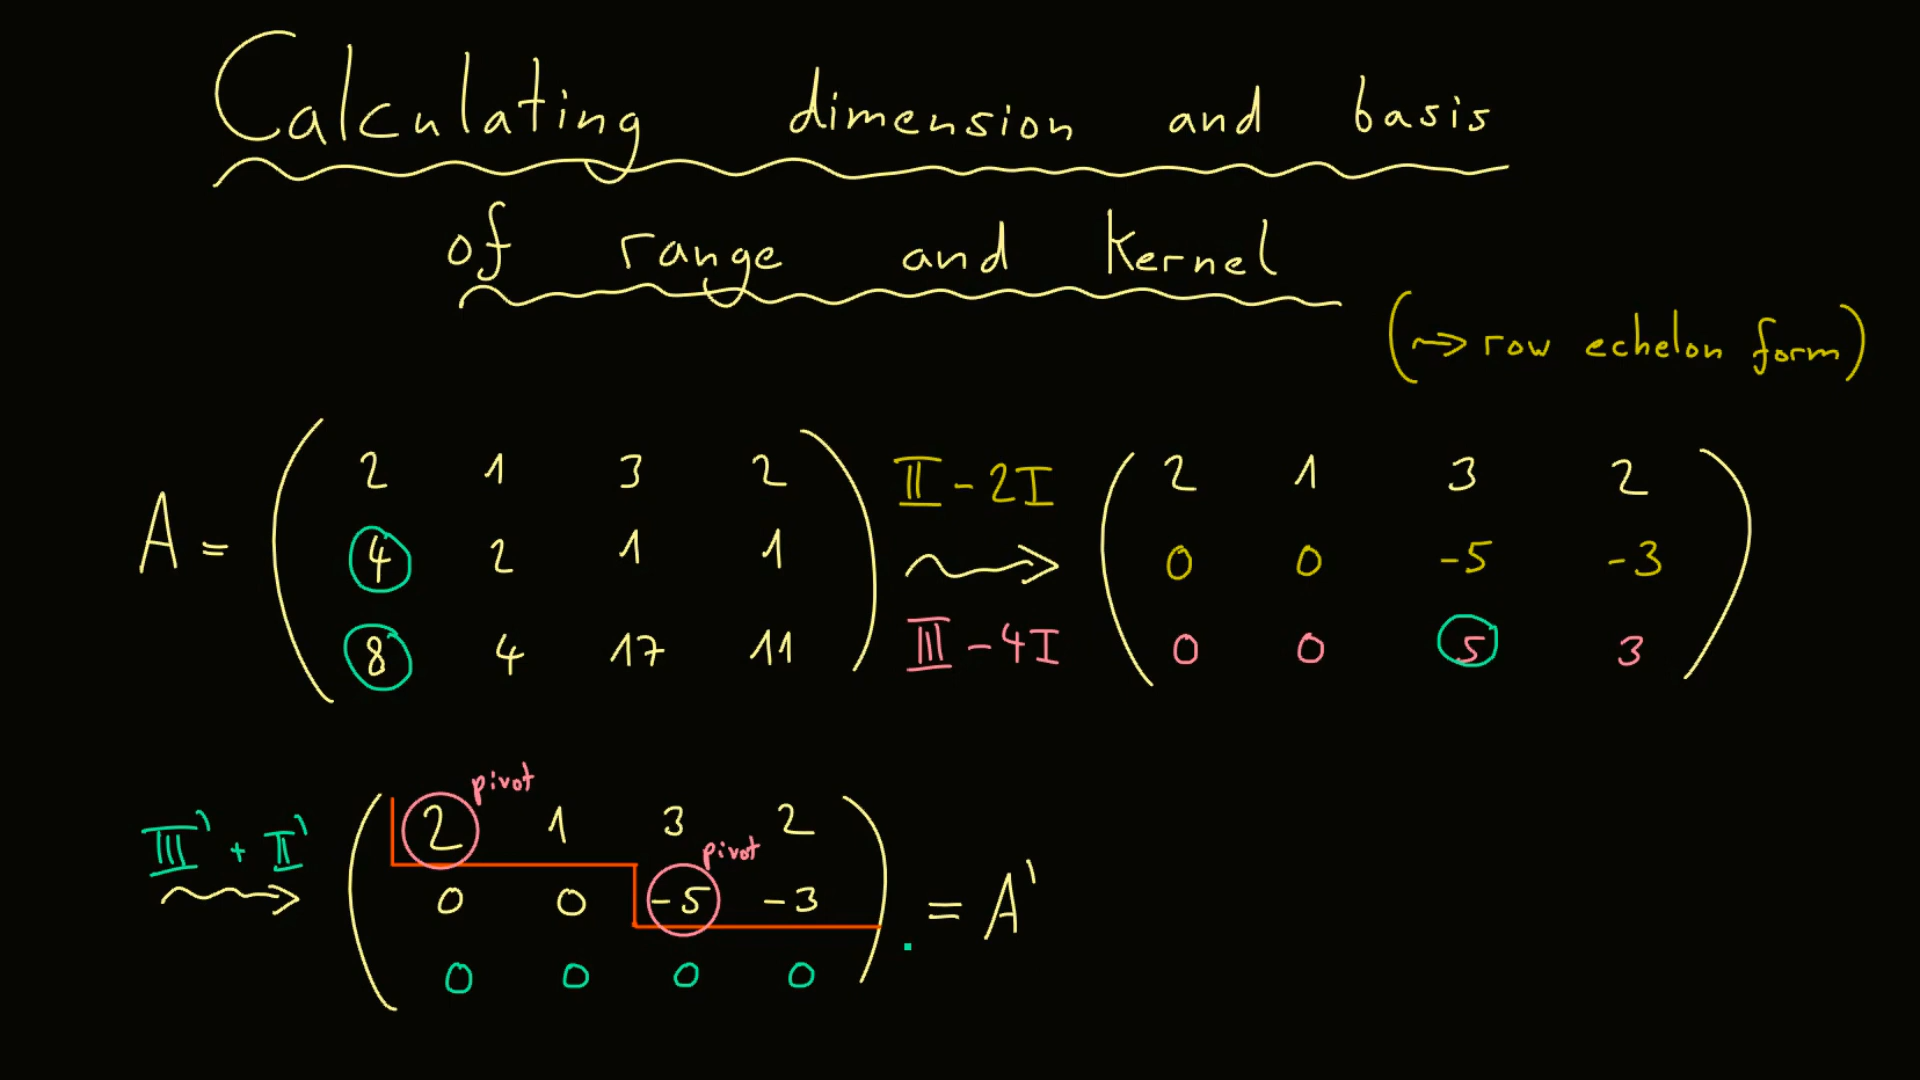 Calculating dimension and basis
of range and Kernel
(⇝ row echelon form)
A = ( 2 1 3 2 II - 2I ( 2 1 3 2
4 2 1 1 ⇝ 0 0 -5 -3
8 4 17 11 ) III - 4I 0 0 5 3 )
pivot
III' + II' ( 2 1 3 2
pivot
⇝ 0 0 -5 -3 = A'
0 0 0 0 )